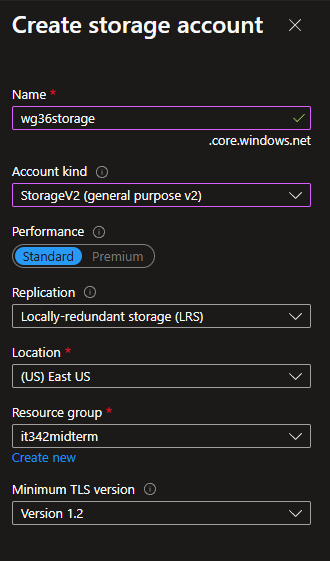 Create storage account
Name *
wg36storage
.core.windows.net
Account kind
StorageV2 (general purpose v2)
Performance
Standard Premium
Replication
Locally-redundant storage (LRS)
Location *
(US) East US
Resource group *
it342midterm
Create new
Minimum TLS version
Version 1.2